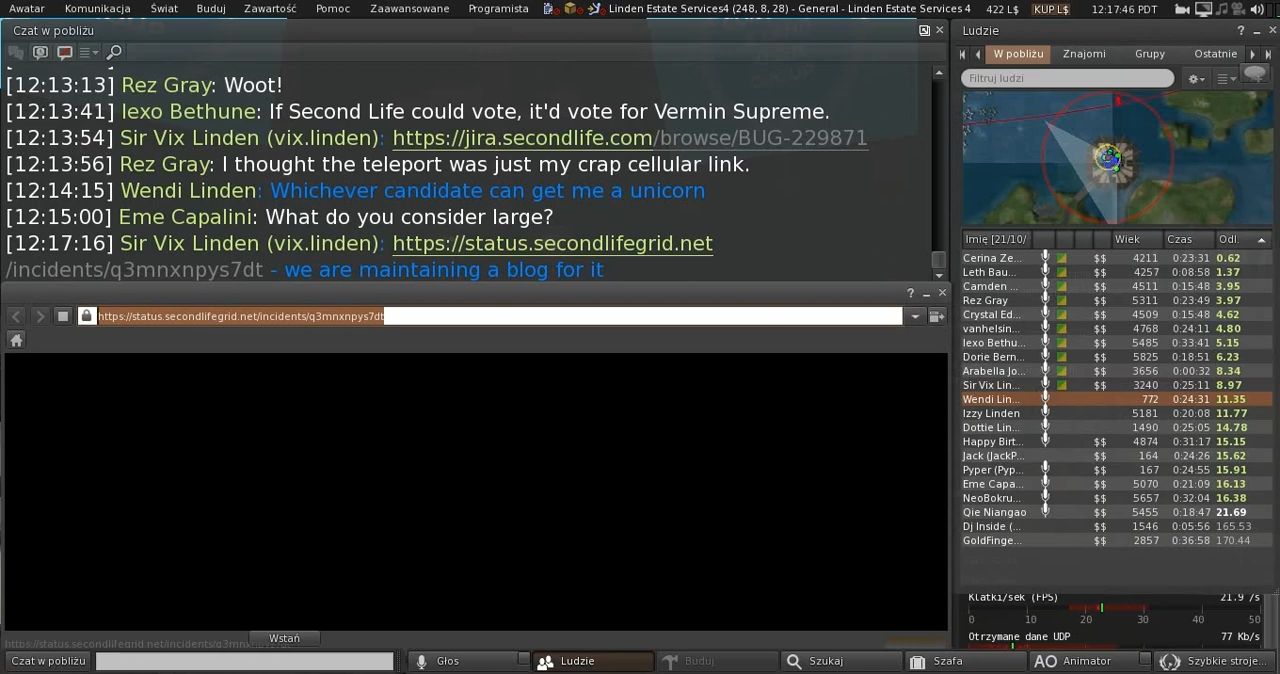 Awatar Komunikacja Świat Buduj Zawartość Pomoc Zaawansowane Programista Linden Estate Services4 (248, 8, 28) - General - Linden Estate Services 4 422 L$ KUP L$ 12:17:46 PDT
Czat w pobliżu
[12:13:13] Rez Gray: Woot!
[12:13:41] Iexo Bethune: If Second Life could vote, it'd vote for Vermin Supreme.
[12:13:54] Sir Vix Linden (vix.linden): https://jira.secondlife.com/browse/BUG-229871
[12:13:56] Rez Gray: I thought the teleport was just my crap cellular link.
[12:14:15] Wendi Linden: Whichever candidate can get me a unicorn
[12:15:00] Eme Capalini: What do you consider large?
[12:17:16] Sir Vix Linden (vix.linden): https://status.secondlifegrid.net
/incidents/q3mnxnpys7dt - we are maintaining a blog for it
? _ ×
https://status.secondlifegrid.net/incidents/q3mnxnpys7dt
Wstań
Ludzie
W pobliżu Znajomi Grupy Ostatnie
Filtruj ludzi
Imię [21/10/ Wiek Czas Odl.
Cerina Ze... $$ 4211 0:23:31 0.62
Leth Bau... $$ 4257 0:08:58 1.37
Camden ... $$ 4511 0:15:48 3.95
Rez Gray $$ 5311 0:23:49 3.97
Crystal Ed... $$ 4509 0:15:48 4.62
vanhelsin... $$ 4768 0:24:11 4.80
Iexo Bethu... $$ 5485 0:33:41 5.15
Dorie Bern... $$ 5825 0:18:51 6.23
Arabella Jo... $$ 3656 0:00:32 8.34
Sir Vix Lin... $$ 3240 0:25:11 8.97
Wendi Lin... 772 0:24:31 11.35
Izzy Linden 5181 0:20:08 11.77
Dottie Lin... 1490 0:25:05 14.78
Happy Birt... $$ 4874 0:31:17 15.15
Jack (JackP... $$ 164 0:24:26 15.62
Pyper (Pyp... $$ 167 0:24:55 15.91
Eme Capa... $$ 5070 0:21:09 16.13
NeoBokru... $$ 5657 0:32:04 16.38
Qie Niangao $$ 5455 0:18:47 21.69
Dj Inside (... $$ 1546 0:05:56 165.53
GoldFinge... $$ 2857 0:36:58 170.44
Klatki/sek (FPS) 21.9 /s
0 10 20 30 40 50
Otrzymane dane UDP 77 Kb/s
Czat w pobliżu Głos Ludzie Buduj Szukaj Szafa AO Animator Szybkie stroje...